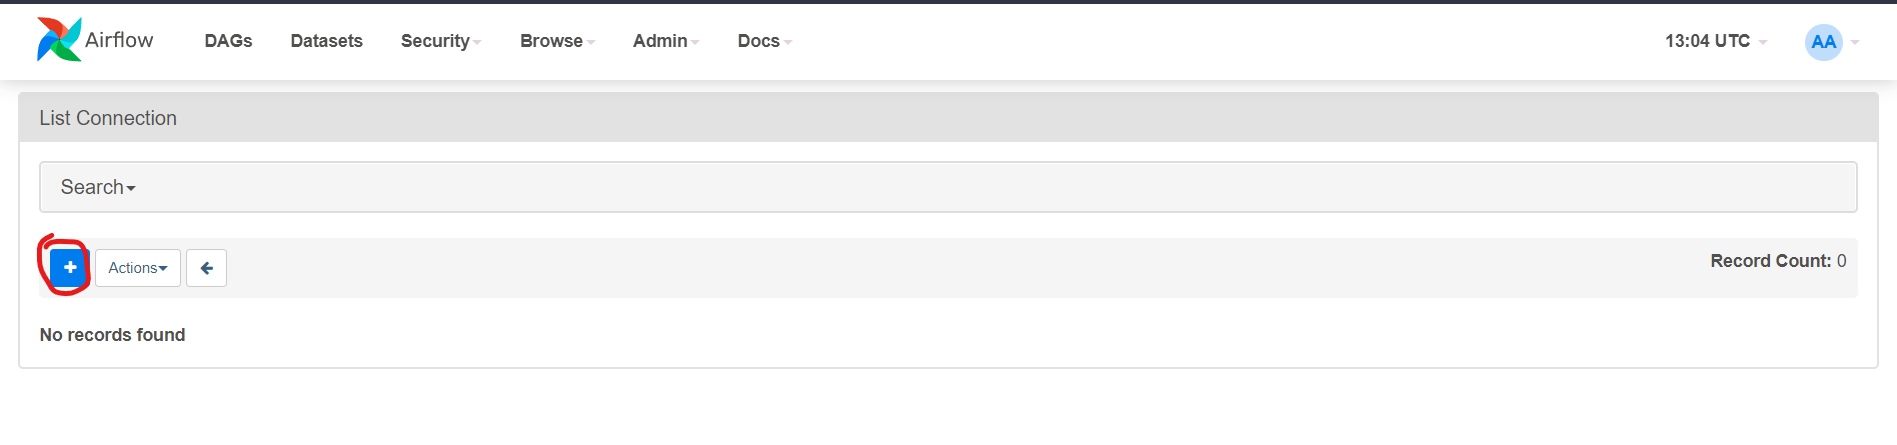 Airflow DAGs Datasets Security Browse Admin Docs 13:04 UTC AA
List Connection
Search
+ Actions Record Count: 0
No records found